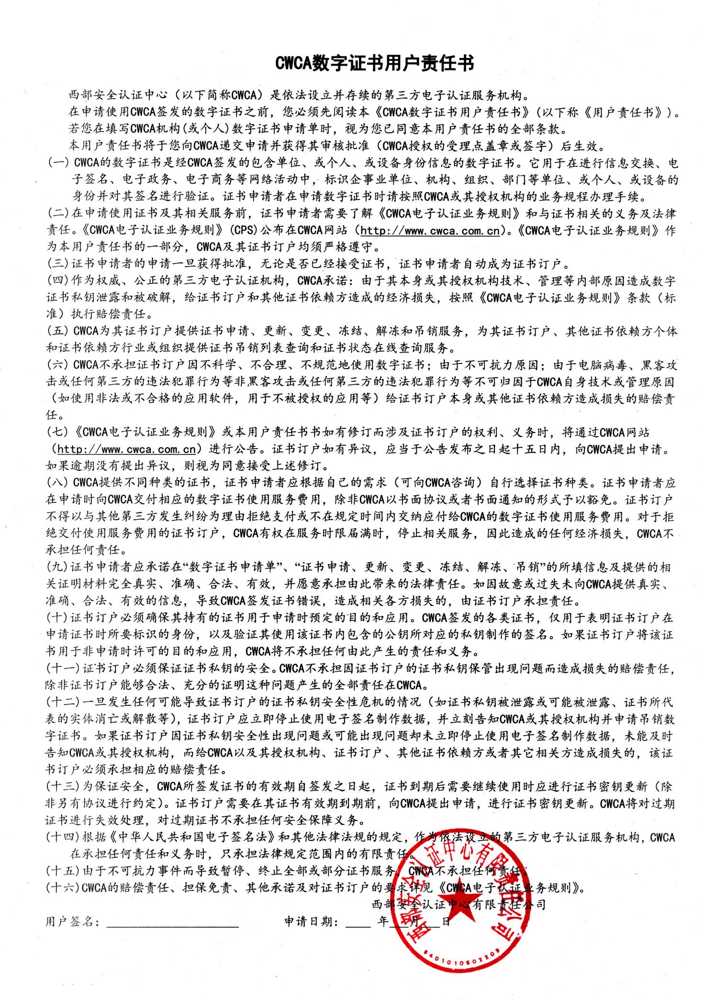 CWCA数字证书用户责任书
西部安全认证中心（以下简称CWCA）是依法设立并存续的第三方电子认证服务机构。
在申请使用CWCA签发的数字证书之前，您必须先阅读本《CWCA数字证书用户责任书》(以下称《用户责任书》)。
若您在填写CWCA机构(或个人)数字证书申请单时，视为您已同意本用户责任书的全部条款。
本用户责任书将于您向CWCA递交申请并获得其审核批准（CWCA授权的受理点盖章或签字）后生效。
(一) CWCA的数字证书是经CWCA签发的包含单位、或个人、或设备身份信息的数字证书。它用于在进行信息交换、电
子签名、电子政务、电子商务等网络活动中，标识企事业单位、机构、组织、部门等单位、或个人、或设备的
身份并对其签名进行验证。证书申请者在申请数字证书时请按照CWCA或其授权机构的业务规程办理手续。
(二)在申请使用证书及其相关服务前，证书申请者需要了解《CWCA电子认证业务规则》和与证书相关的义务及法律
责任。《CWCA电子认证业务规则》(CPS)公布在CWCA网站（http://www.cwca.com.cn）。《CWCA电子认证业务规则》作
为本用户责任书的一部分，CWCA及其证书订户均须严格遵守。
(三)证书申请者的申请一旦获得批准，无论是否已经接受证书，证书申请者自动成为证书订户。
(四)作为权威、公正的第三方电子认证机构，CWCA承诺：由于其本身或其授权机构技术、管理等内部原因造成数字
证书私钥泄露和被破解，给证书订户和其他证书依赖方造成的经济损失，按照《CWCA电子认证业务规则》条款（标
准）执行赔偿责任。
(五) CWCA为其证书订户提供证书申请、更新、变更、冻结、解冻和吊销服务，为其证书订户、其他证书依赖方个体
和证书依赖方行业或组织提供证书吊销列表查询和证书状态在线查询服务。
(六) CWCA不承担证书订户因不科学、不合理、不规范地使用数字证书；由于不可抗力原因；由于电脑病毒、黑客攻
击或任何第三方的违法犯罪行为等非黑客攻击或任何第三方的违法犯罪行为等不可归因于CWCA自身技术或管理原因
（如使用非法或不合格的应用软件，用于不被授权的应用等）给证书订户本身或其他证书依赖方造成损失的赔偿责
任。
(七)《CWCA电子认证业务规则》或本用户责任书书如有修订而涉及证书订户的权利、义务时，将通过CWCA网站
（http://www.cwca.com.cn）进行公告。证书订户如有异议，应当于公告发布之日起十五日内，向CWCA提出申请。
如果逾期没有提出异议，则视为同意接受上述修订。
(八) CWCA提供不同种类的证书，证书申请者应根据自己的需求（可向CWCA咨询）自行选择证书种类。证书申请者应
在申请时向CWCA交付相应的数字证书使用服务费用，除非CWCA以书面协议或者书面通知的形式予以豁免。证书订户
不得以与其他第三方发生纠纷为理由拒绝支付或不在规定时间内交纳应付给CWCA的数字证书使用服务费用。对于拒
绝交付使用服务费用的证书订户，CWCA有权在服务时限届满时，停止相关服务，因此造成的任何经济损失，CWCA不
承担任何责任。
(九)证书申请者应承诺在“数字证书申请单”、“证书申请、更新、变更、冻结、解冻、吊销”的所填信息及提供的相
关证明材料完全真实、准确、合法、有效，并愿意承担由此带来的法律责任。如因故意或过失未向CWCA提供真实、
准确、合法、有效的信息，导致CWCA签发证书错误，造成相关各方损失的，由证书订户承担责任。
(十)证书订户必须确保其持有的证书用于申请时预定的目的和应用。CWCA签发的各类证书，仅用于表明证书订户在
申请证书时所要标识的身份，以及验证其使用该证书内包含的公钥所对应的私钥制作的签名。如果证书订户将该证
书用于非申请时许可的目的和应用，CWCA将不承担任何由此产生的责任和义务。
(十一)证书订户必须保证证书私钥的安全。CWCA不承担因证书订户的证书私钥保管出现问题而造成损失的赔偿责任，
除非证书订户能够合法、充分的证明这种问题产生的全部责任在CWCA。
(十二)一旦发生任何可能导致证书订户的证书私钥安全性危机的情况（如证书私钥被泄露或可能被泄露、证书所代
表的实体消亡或解散等），证书订户应立即停止使用电子签名制作数据，并立刻告知CWCA或其授权机构并申请吊销数
字证书。如果证书订户因证书私钥安全性出现问题或可能出现问题却未立即停止使用电子签名制作数据，未能及时
告知CWCA或其授权机构，而给CWCA以及其授权机构、证书订户、其他证书依赖方或者其它相关方造成损失的，该证
书订户必须承担相应的赔偿责任。
(十三)为保证安全，CWCA所签发证书的有效期自签发之日起，证书到期后需要继续使用时应进行证书密钥更新（除
非另有协议进行约定）。证书订户需要在其证书有效期到期前，向CWCA提出申请，进行证书密钥更新。CWCA将对过期
证书进行失效处理，对过期证书不承担任何安全保障义务。
(十四)根据《中华人民共和国电子签名法》和其他法律法规的规定，作为依法设立的第三方电子认证服务机构，CWCA
在承担任何责任和义务时，只承担法律规定范围内的有限责任。
(十五)由于不可抗力事件而导致暂停、终止全部或部分证书服务，CWCA不承担任何责任。
(十六)CWCA的赔偿责任、担保免责、其他承诺及对证书订户的要求详见《CWCA电子认证业务规则》。
西部安全认证中心有限责任公司
用户签名：__________ 申请日期：____ 年___月___日
西部安全认证中心有限责任公司
6401010602209